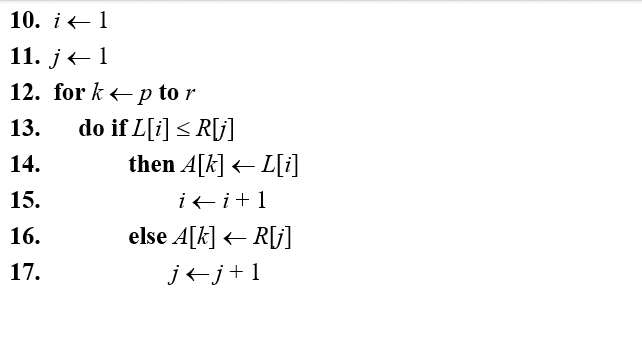 10. i ← 1
11. j ← 1
12. for k ← p to r
13. do if L[i] ≤ R[j]
14. then A[k] ← L[i]
15. i ← i + 1
16. else A[k] ← R[j]
17. j ← j + 1